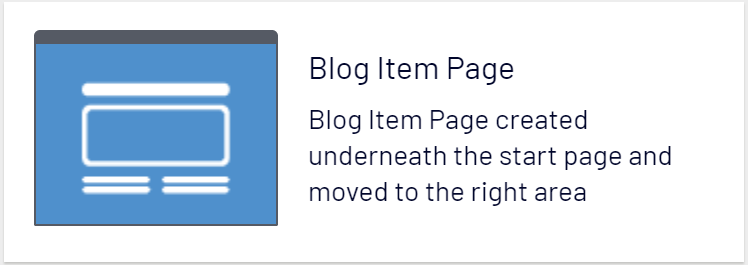 Blog Item Page
Blog Item Page created
underneath the start page and
moved to the right area